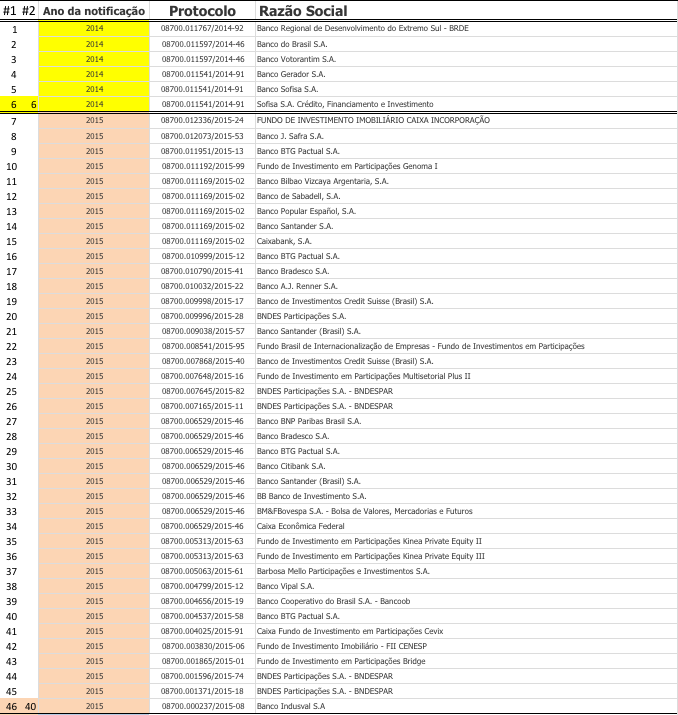 #1 #2 Ano da notificação Protocolo Razão Social
1 2014 08700.011767/2014-92 Banco Regional de Desenvolvimento do Extremo Sul - BRDE
2 2014 08700.011597/2014-46 Banco do Brasil S.A.
3 2014 08700.011597/2014-46 Banco Votorantim S.A.
4 2014 08700.011541/2014-91 Banco Gerador S.A.
5 2014 08700.011541/2014-91 Banco Sofisa S.A.
6 6 2014 08700.011541/2014-91 Sofisa S.A. Crédito, Financiamento e Investimento
7 2015 08700.012336/2015-24 FUNDO DE INVESTIMENTO IMOBILIÁRIO CAIXA INCORPORAÇÃO
8 2015 08700.012073/2015-53 Banco J. Safra S.A.
9 2015 08700.011951/2015-13 Banco BTG Pactual S.A.
10 2015 08700.011192/2015-99 Fundo de Investimento em Participações Genoma I
11 2015 08700.011169/2015-02 Banco Bilbao Vizcaya Argentaria, S.A.
12 2015 08700.011169/2015-02 Banco de Sabadell, S.A.
13 2015 08700.011169/2015-02 Banco Popular Español, S.A.
14 2015 08700.011169/2015-02 Banco Santander S.A.
15 2015 08700.011169/2015-02 Caixabank, S.A.
16 2015 08700.010999/2015-12 Banco BTG Pactual S.A.
17 2015 08700.010790/2015-41 Banco Bradesco S.A.
18 2015 08700.010032/2015-22 Banco A.J. Renner S.A.
19 2015 08700.009998/2015-17 Banco de Investimentos Credit Suisse (Brasil) S.A.
20 2015 08700.009996/2015-28 BNDES Participações S.A.
21 2015 08700.009038/2015-57 Banco Santander (Brasil) S.A.
22 2015 08700.008541/2015-95 Fundo Brasil de Internacionalização de Empresas - Fundo de Investimentos em Participações
23 2015 08700.007868/2015-40 Banco de Investimentos Credit Suisse (Brasil) S.A.
24 2015 08700.007648/2015-16 Fundo de Investimento em Participações Multisetorial Plus II
25 2015 08700.007645/2015-82 BNDES Participações S.A. - BNDESPAR
26 2015 08700.007165/2015-11 BNDES Participações S.A. - BNDESPAR
27 2015 08700.006529/2015-46 Banco BNP Paribas Brasil S.A.
28 2015 08700.006529/2015-46 Banco Bradesco S.A.
29 2015 08700.006529/2015-46 Banco BTG Pactual S.A.
30 2015 08700.006529/2015-46 Banco Citibank S.A.
31 2015 08700.006529/2015-46 Banco Santander (Brasil) S.A.
32 2015 08700.006529/2015-46 BB Banco de Investimento S.A.
33 2015 08700.006529/2015-46 BM&FBovespa S.A. - Bolsa de Valores, Mercadorias e Futuros
34 2015 08700.006529/2015-46 Caixa Econômica Federal
35 2015 08700.005313/2015-63 Fundo de Investimento em Participações Kinea Private Equity II
36 2015 08700.005313/2015-63 Fundo de Investimento em Participações Kinea Private Equity III
37 2015 08700.005063/2015-61 Barbosa Mello Participações e Investimentos S.A.
38 2015 08700.004799/2015-12 Banco Vipal S.A.
39 2015 08700.004656/2015-19 Banco Cooperativo do Brasil S.A. - Bancoob
40 2015 08700.004537/2015-58 Banco BTG Pactual S.A.
41 2015 08700.004025/2015-91 Caixa Fundo de Investimento em Participações Cevix
42 2015 08700.003830/2015-06 Fundo de Investimento Imobiliário - FII CENESP
43 2015 08700.001865/2015-01 Fundo de Investimento em Participações Bridge
44 2015 08700.001596/2015-74 BNDES Participações S.A. - BNDESPAR
45 2015 08700.001371/2015-18 BNDES Participações S.A. - BNDESPAR
46 40 2015 08700.000237/2015-08 Banco Indusval S.A